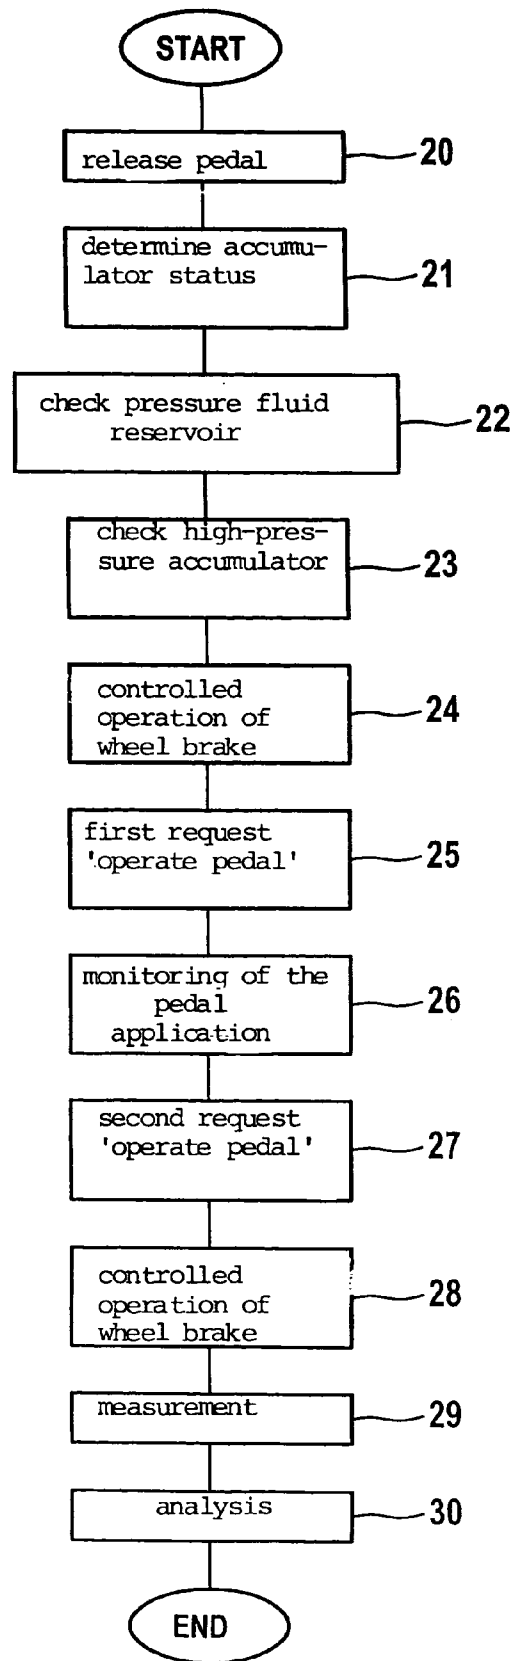 START
release pedal
20
determine accumu-
lator status
21
check pressure fluid
reservoir
22
check high-pres-
sure accumulator
23
controlled
operation of
wheel brake
24
first request
'operate pedal'
25
monitoring of the
pedal
application
26
second request
'operate pedal'
27
controlled
operation of
wheel brake
28
measurement
29
analysis
30
END